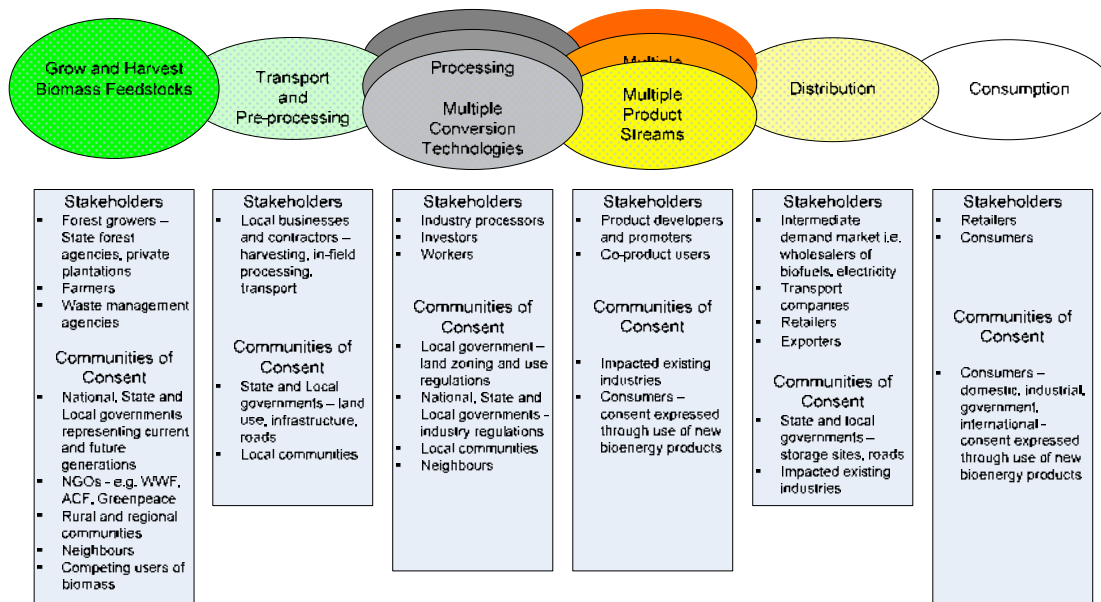 Grow and Harvest
Biomass Feedstocks
Transport
and
Pre-processing
Processing
Multiple
Conversion
Technologies
Multiple
Multiple
Product
Streams
Distribution
Consumption
Stakeholders
▪ Forest growers –
State forest
agencies, private
plantations
▪ Farmers
▪ Waste management
agencies
Communities of
Consent
▪ National, State and
Local governments
representing current
and future
generations
▪ NGOs - e.g. WWF,
ACF, Greenpeace
▪ Rural and regional
communities
▪ Neighbours
▪ Competing users of
biomass
Stakeholders
▪ Local businesses
and contractors –
harvesting, in-field
processing,
transport
Communities of
Consent
▪ State and Local
governments – land
use, infrastructure,
roads
▪ Local communities
Stakeholders
▪ Industry processors
▪ Investors
▪ Workers
Communities of
Consent
▪ Local government –
land zoning and use
regulations
▪ National, State and
Local governments -
industry regulations
▪ Local communities
▪ Neighbours
Stakeholders
▪ Product developers
and promoters
▪ Co-product users
Communities of
Consent
▪ Impacted existing
industries
▪ Consumers –
consent expressed
through use of new
bioenergy products
Stakeholders
▪ Intermediate
demand market i.e.
wholesalers of
biofuels, electricity
▪ Transport
companies
▪ Retailers
▪ Exporters
Communities of
Consent
▪ State and local
governments –
storage sites, roads
▪ Impacted existing
industries
Stakeholders
▪ Retailers
▪ Consumers
Communities of
Consent
▪ Consumers –
domestic, industrial,
government,
international -
consent expressed
through use of new
bioenergy products